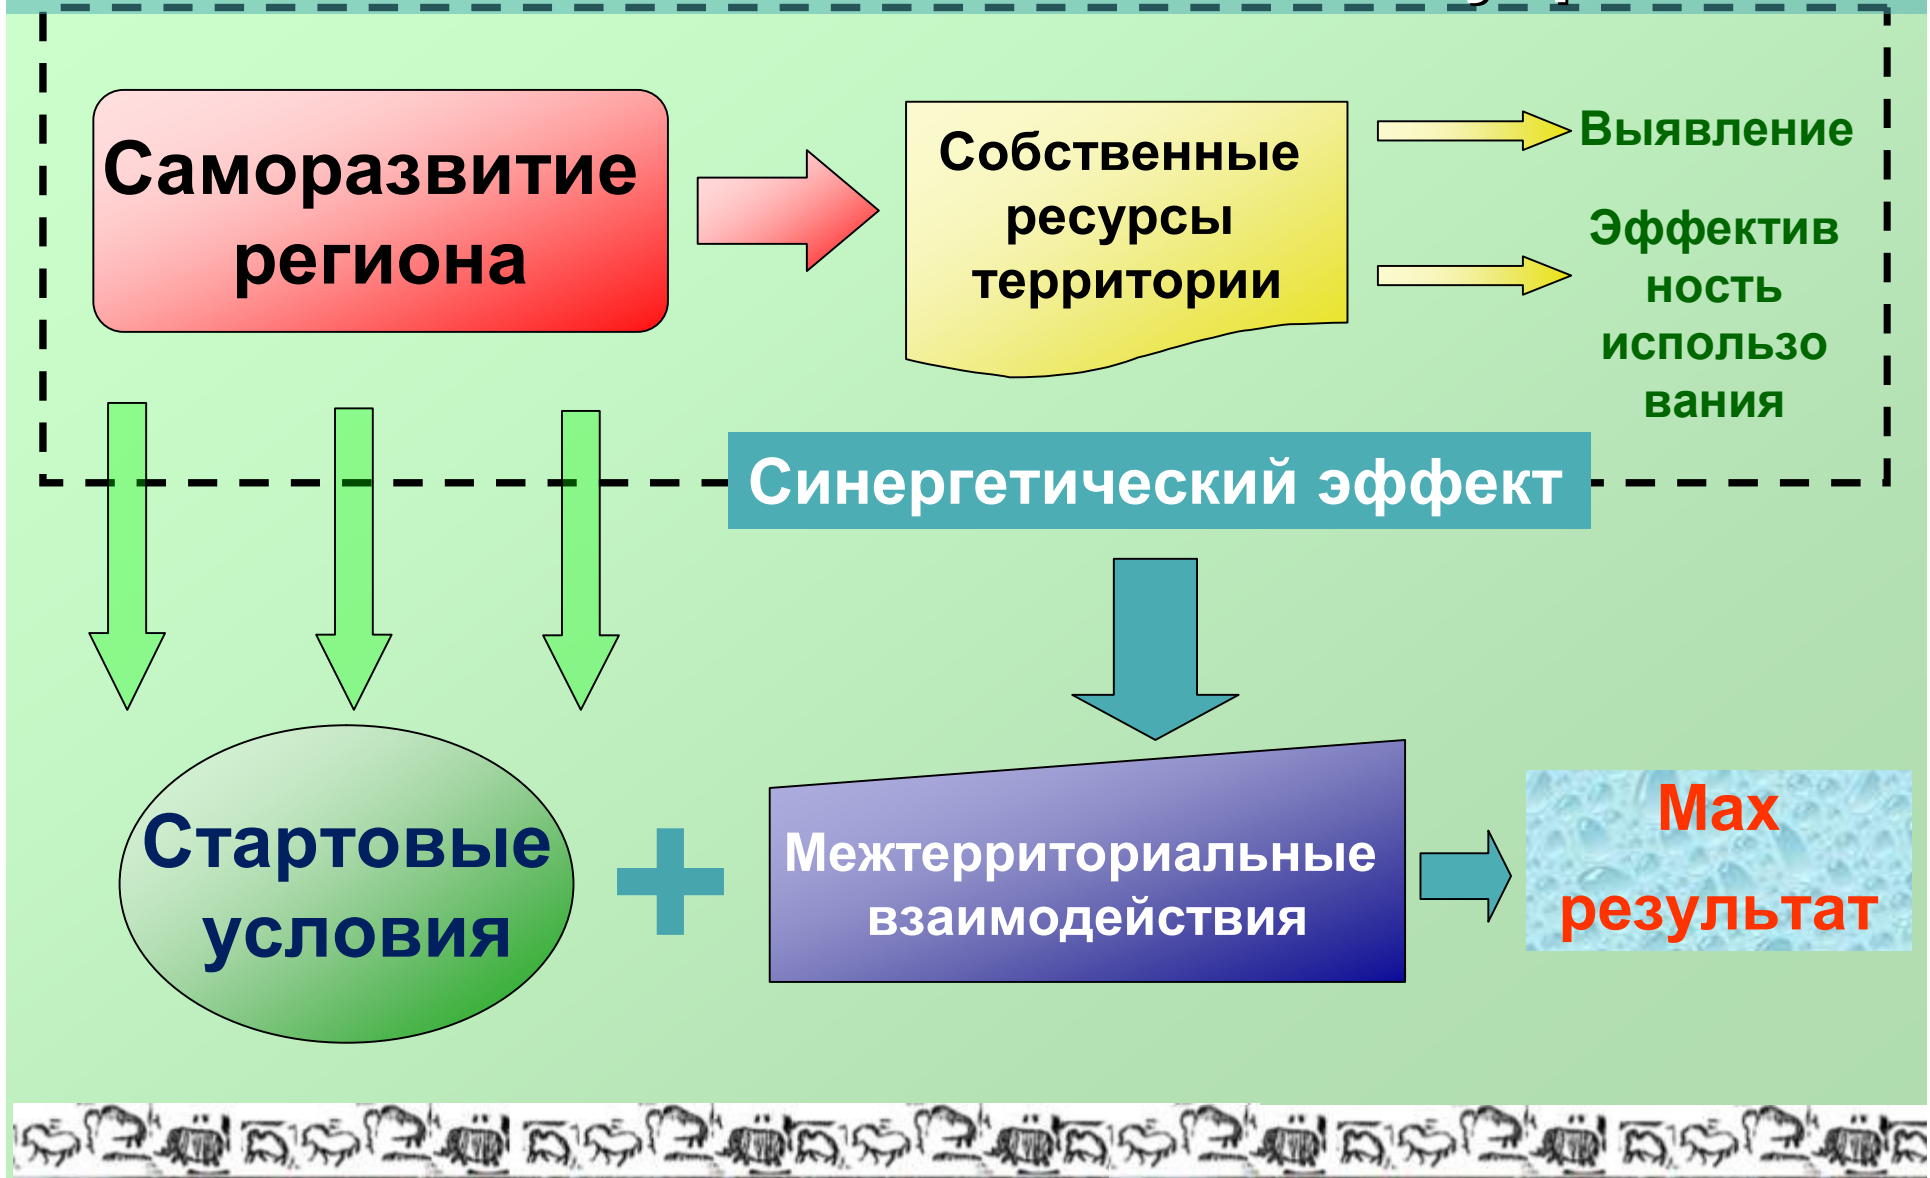 Саморазвитие
региона
Собственные
ресурсы
территории
Выявление
Эффектив
ность
использо
вания
Синергетический эффект
Стартовые
условия
Межтерриториальные
взаимодействия
Max
результат